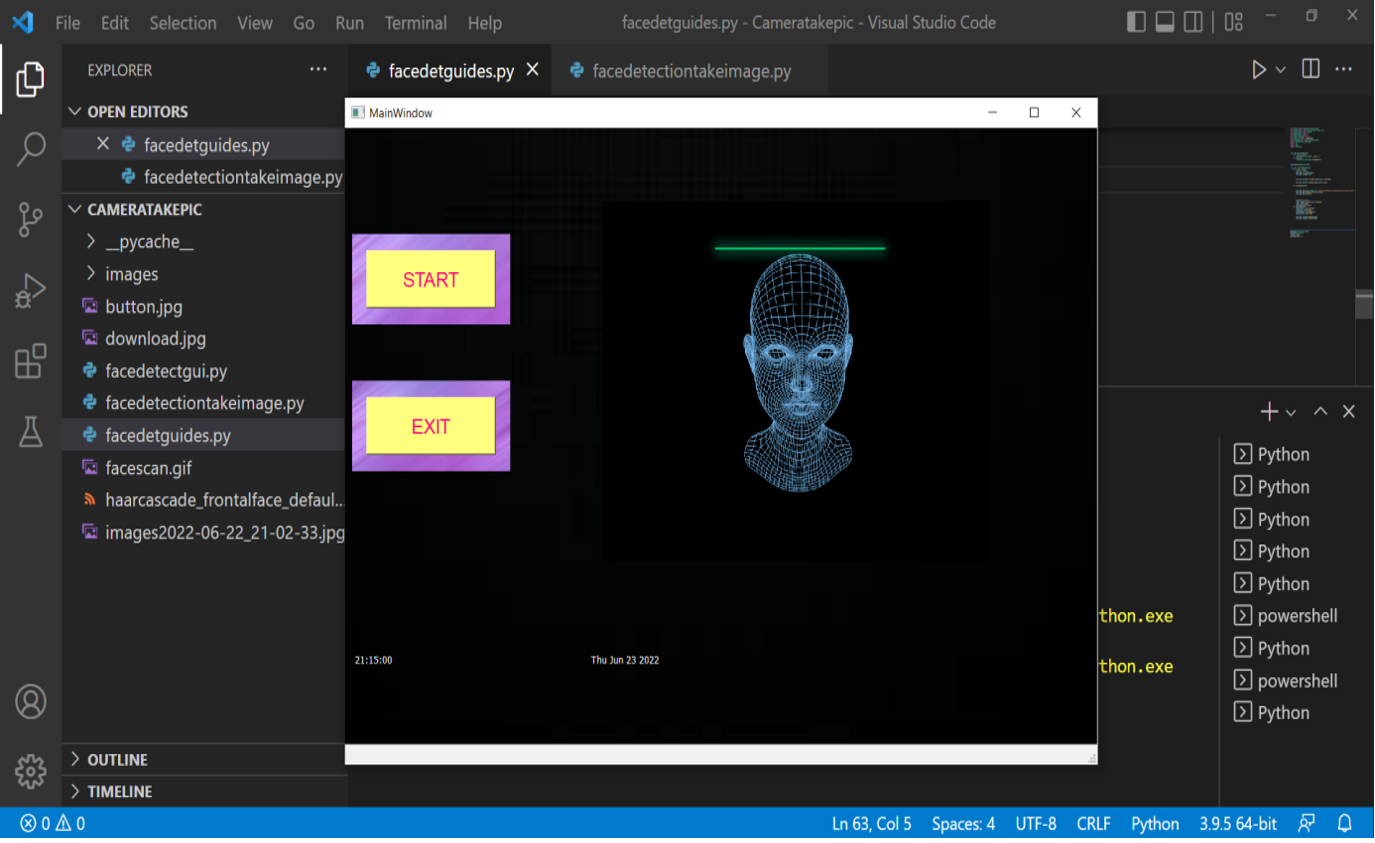 File Edit Selection View Go Run Terminal Help facedetguides.py - Cameratakepic - Visual Studio Code
EXPLORER
facedetguides.py
facedetectiontakeimage.py
OPEN EDITORS
facedetguides.py
facedetectiontakeimage.py
CAMERATAKEPIC
__pycache__
images
button.jpg
download.jpg
facedetectgui.py
facedetectiontakeimage.py
facedetguides.py
facescan.gif
haarcascade_frontalface_defaul...
images2022-06-22_21-02-33.jpg
OUTLINE
TIMELINE
MainWindow
START
EXIT
21:15:00 Thu Jun 23 2022
thon.exe
thon.exe
Python
Python
Python
Python
Python
powershell
Python
powershell
Python
0 0 Ln 63, Col 5 Spaces: 4 UTF-8 CRLF Python 3.9.5 64-bit